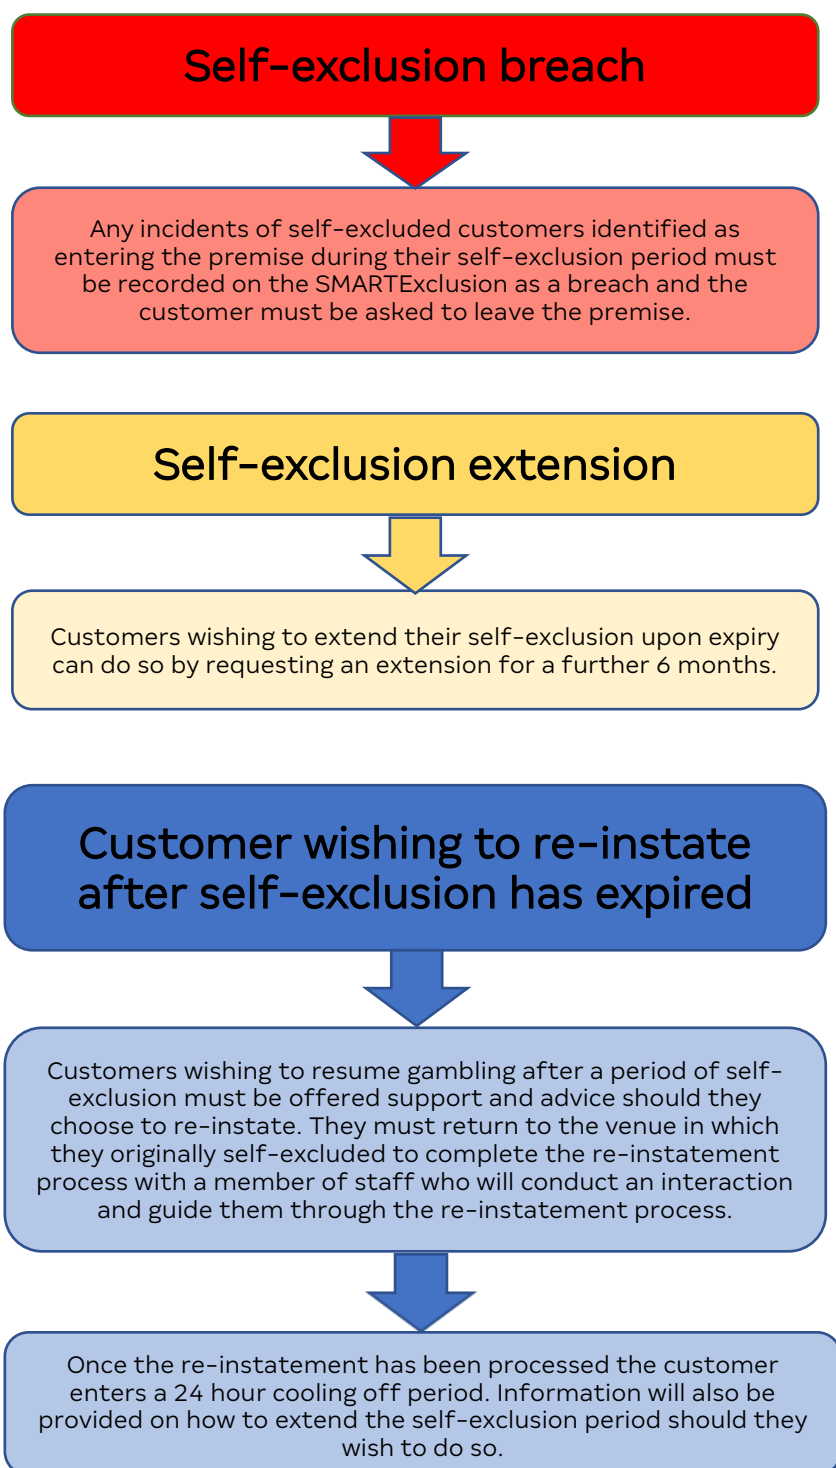 Self-exclusion breach
Any incidents of self-excluded customers identified as
entering the premise during their self-exclusion period must
be recorded on the SMARTExclusion as a breach and the
customer must be asked to leave the premise.
Self-exclusion extension
Customers wishing to extend their self-exclusion upon expiry
can do so by requesting an extension for a further 6 months.
Customer wishing to re-instate
after self-exclusion has expired
Customers wishing to resume gambling after a period of self-
exclusion must be offered support and advice should they
choose to re-instate. They must return to the venue in which
they originally self-excluded to complete the re-instatement
process with a member of staff who will conduct an interaction
and guide them through the re-instatement process.
Once the re-instatement has been processed the customer
enters a 24 hour cooling off period. Information will also be
provided on how to extend the self-exclusion period should they
wish to do so.